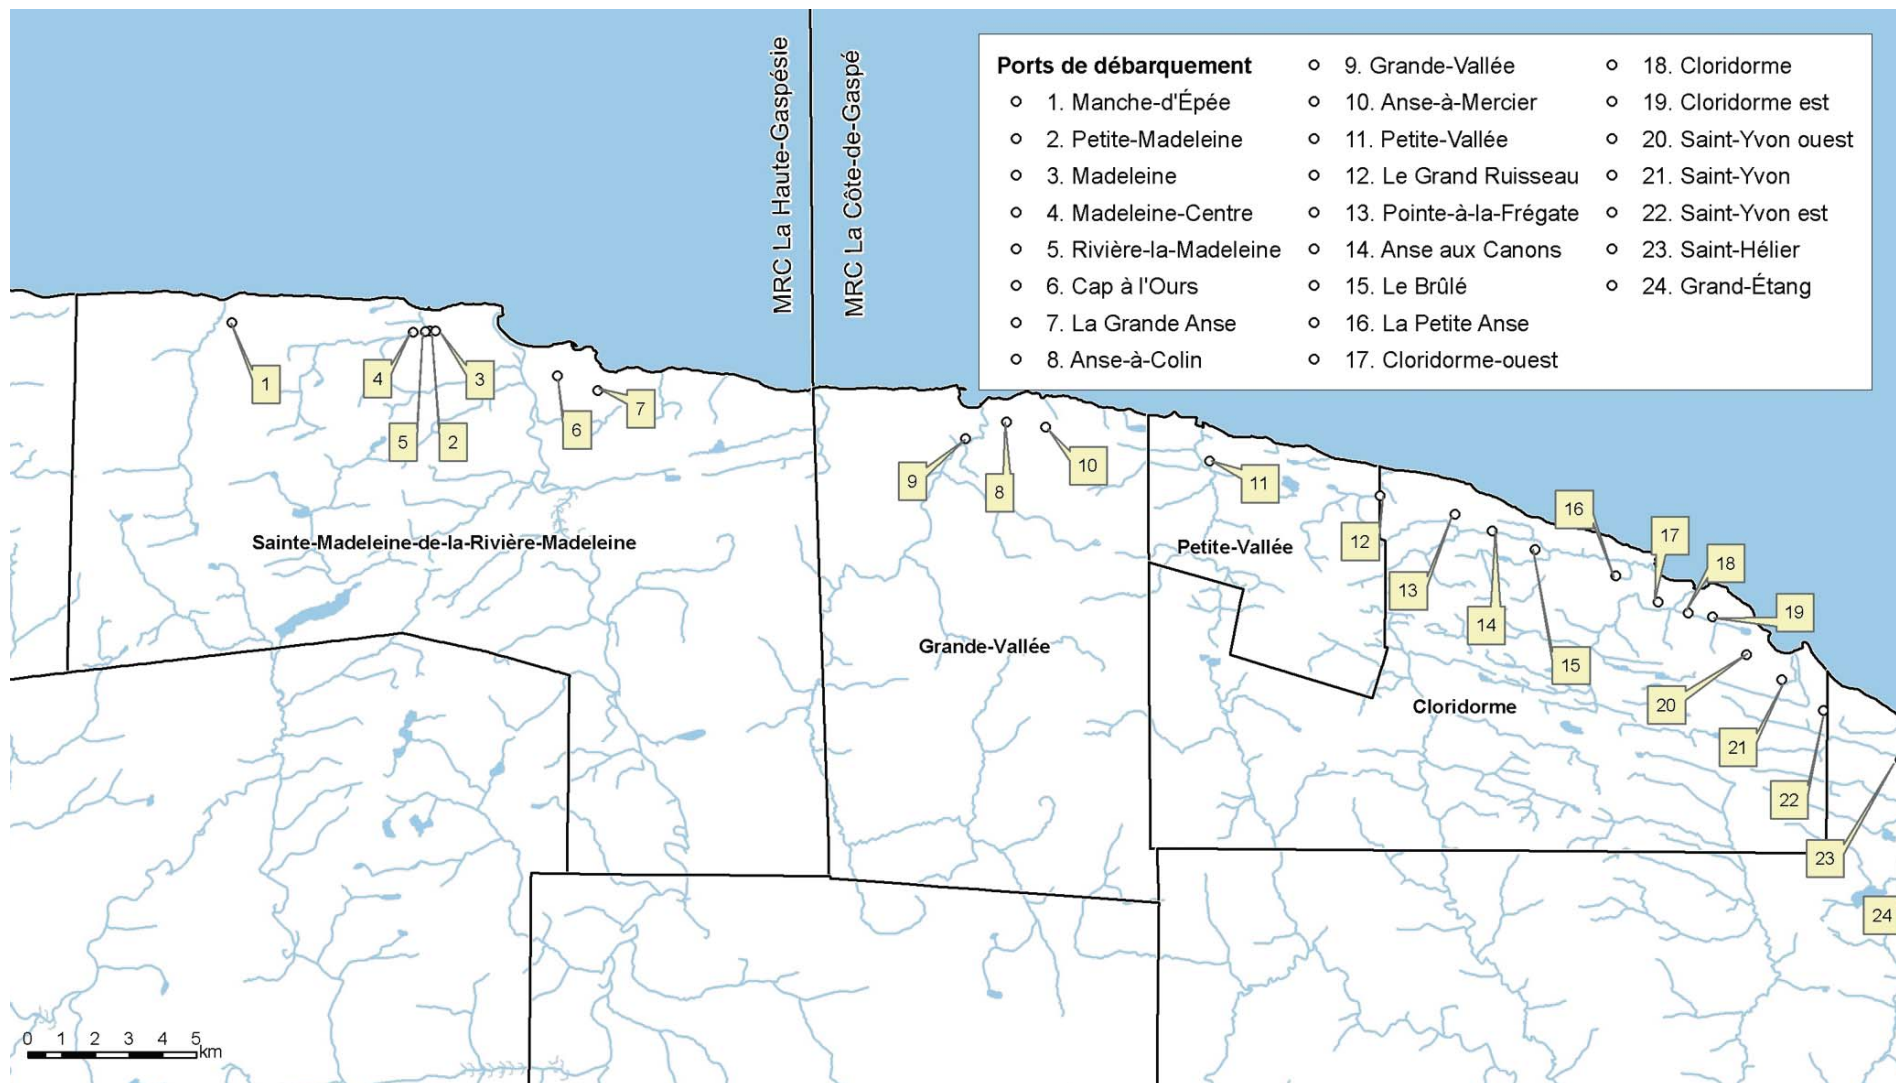 MRC La Haute-Gaspésie
MRC La Côte-de-Gaspé
Ports de débarquement
1. Manche-d'Épée
2. Petite-Madeleine
3. Madeleine
4. Madeleine-Centre
5. Rivière-la-Madeleine
6. Cap à l'Ours
7. La Grande Anse
8. Anse-à-Colin
9. Grande-Vallée
10. Anse-à-Mercier
11. Petite-Vallée
12. Le Grand Ruisseau
13. Pointe-à-la-Frégate
14. Anse aux Canons
15. Le Brûlé
16. La Petite Anse
17. Cloridorme-ouest
18. Cloridorme
19. Cloridorme est
20. Saint-Yvon ouest
21. Saint-Yvon
22. Saint-Yvon est
23. Saint-Hélier
24. Grand-Étang
1
4
3
5
2
6
7
9
8
10
11
12
13
14
15
16
17
18
19
20
21
22
23
24
Sainte-Madeleine-de-la-Rivière-Madeleine
Petite-Vallée
Grande-Vallée
Cloridorme
0 1 2 3 4 5
km